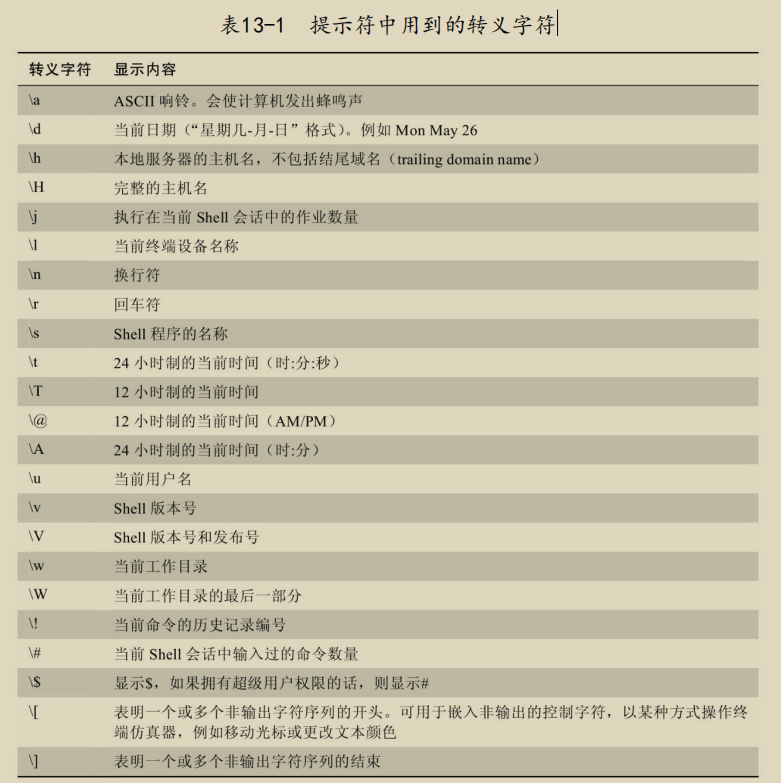 表13-1 提示符中用到的转义字符
转义字符 显示内容
\a ASCII 响铃。会使计算机发出蜂鸣声
\d 当前日期（“星期几-月-日”格式）。例如 Mon May 26
\h 本地服务器的主机名，不包括结尾域名（trailing domain name）
\H 完整的主机名
\j 执行在当前 Shell 会话中的作业数量
\l 当前终端设备名称
\n 换行符
\r 回车符
\s Shell 程序的名称
\t 24 小时制的当前时间（时:分:秒）
\T 12 小时制的当前时间
\@ 12 小时制的当前时间（AM/PM）
\A 24 小时制的当前时间（时:分）
\u 当前用户名
\v Shell 版本号
\V Shell 版本号和发布号
\w 当前工作目录
\W 当前工作目录的最后一部分
\! 当前命令的历史记录编号
\# 当前 Shell 会话中输入过的命令数量
\$ 显示$，如果拥有超级用户权限的话，则显示#
\[ 表明一个或多个非输出字符序列的开头。可用于嵌入非输出的控制字符，以某种方式操作终
端仿真器，例如移动光标或更改文本颜色
\] 表明一个或多个非输出字符序列的结束